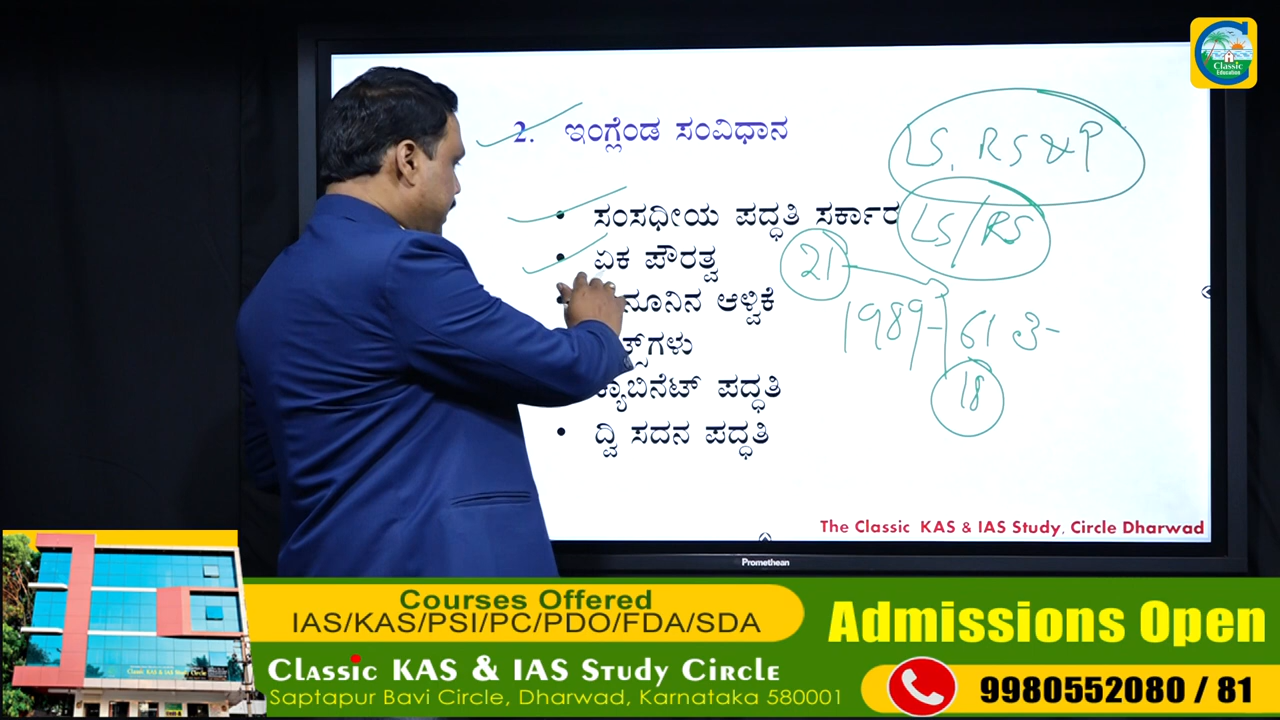 Classic
Education
2. ಇಂಗ್ಲೆಂಡ ಸಂವಿಧಾನ
LS, RS & P
• ಸಂಸಧೀಯ ಪದ್ಧತಿ ಸರ್ಕಾರ
LS/RS
• ಏಕ ಪೌರತ್ವ
21
ಆಳ್ವಿಕೆ
1989-61
18
ಕ್ಯಾಬಿನೆಟ್ ಪದ್ಧತಿ
• ದ್ವಿ ಸದನ ಪದ್ಧತಿ
The Classic KAS & IAS Study, Circle Dharwad
Promethean
Courses Offered
IAS/KAS/PSI/PC/PDO/FDA/SDA
Classic KAS & IAS Study Circle
Saptapur Bavi Circle, Dharwad, Karnataka 580001
Admissions Open
9980552080 / 81